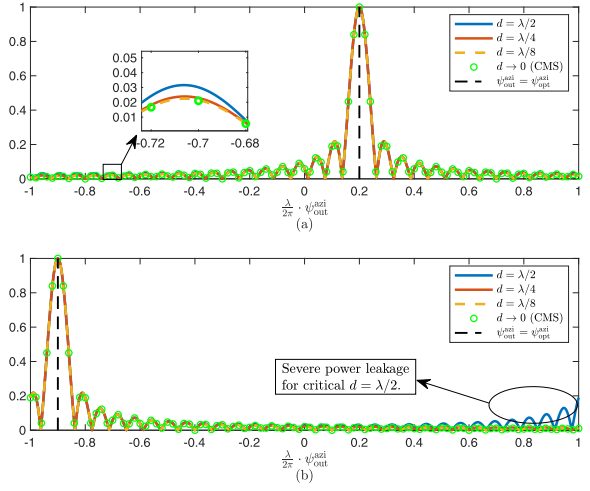 1
0.8
0.6
0.4
0.2
0
0.05
0.04
0.03
0.02
0.01
-0.72 -0.7 -0.68
d = λ/2
d = λ/4
d = λ/8
d → 0 (CMS)
ψ_out^azi = ψ_opt^azi
-1 -0.8 -0.6 -0.4 -0.2 0 0.2 0.4 0.6 0.8 1
λ/2π · ψ_out^azi
(a)
1
0.8
0.6
0.4
0.2
0
d = λ/2
d = λ/4
d = λ/8
d → 0 (CMS)
ψ_out^azi = ψ_opt^azi
Severe power leakage
for critical d = λ/2.
-1 -0.8 -0.6 -0.4 -0.2 0 0.2 0.4 0.6 0.8 1
λ/2π · ψ_out^azi
(b)